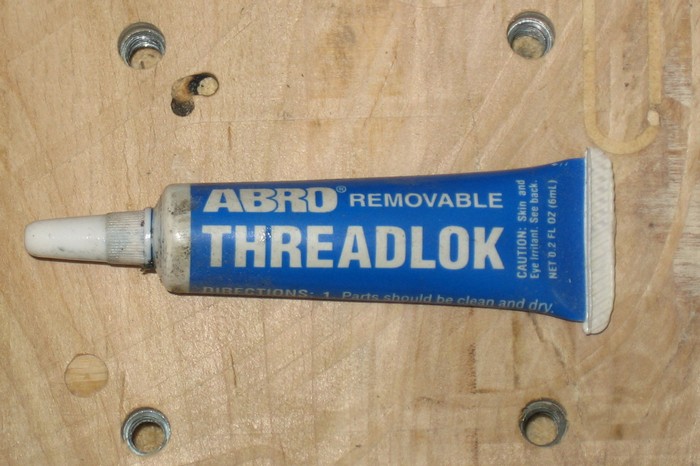 ABRO® REMOVABLE
THREADLOK
CAUTION: Skin and
Eye Irritant. See back.
NET 0.2 FL OZ (6mL)
DIRECTIONS: 1. Parts should be clean and dry.